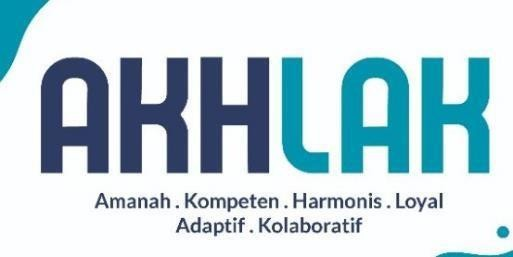 AKHLAK
Amanah . Kompeten . Harmonis . Loyal
Adaptif . Kolaboratif